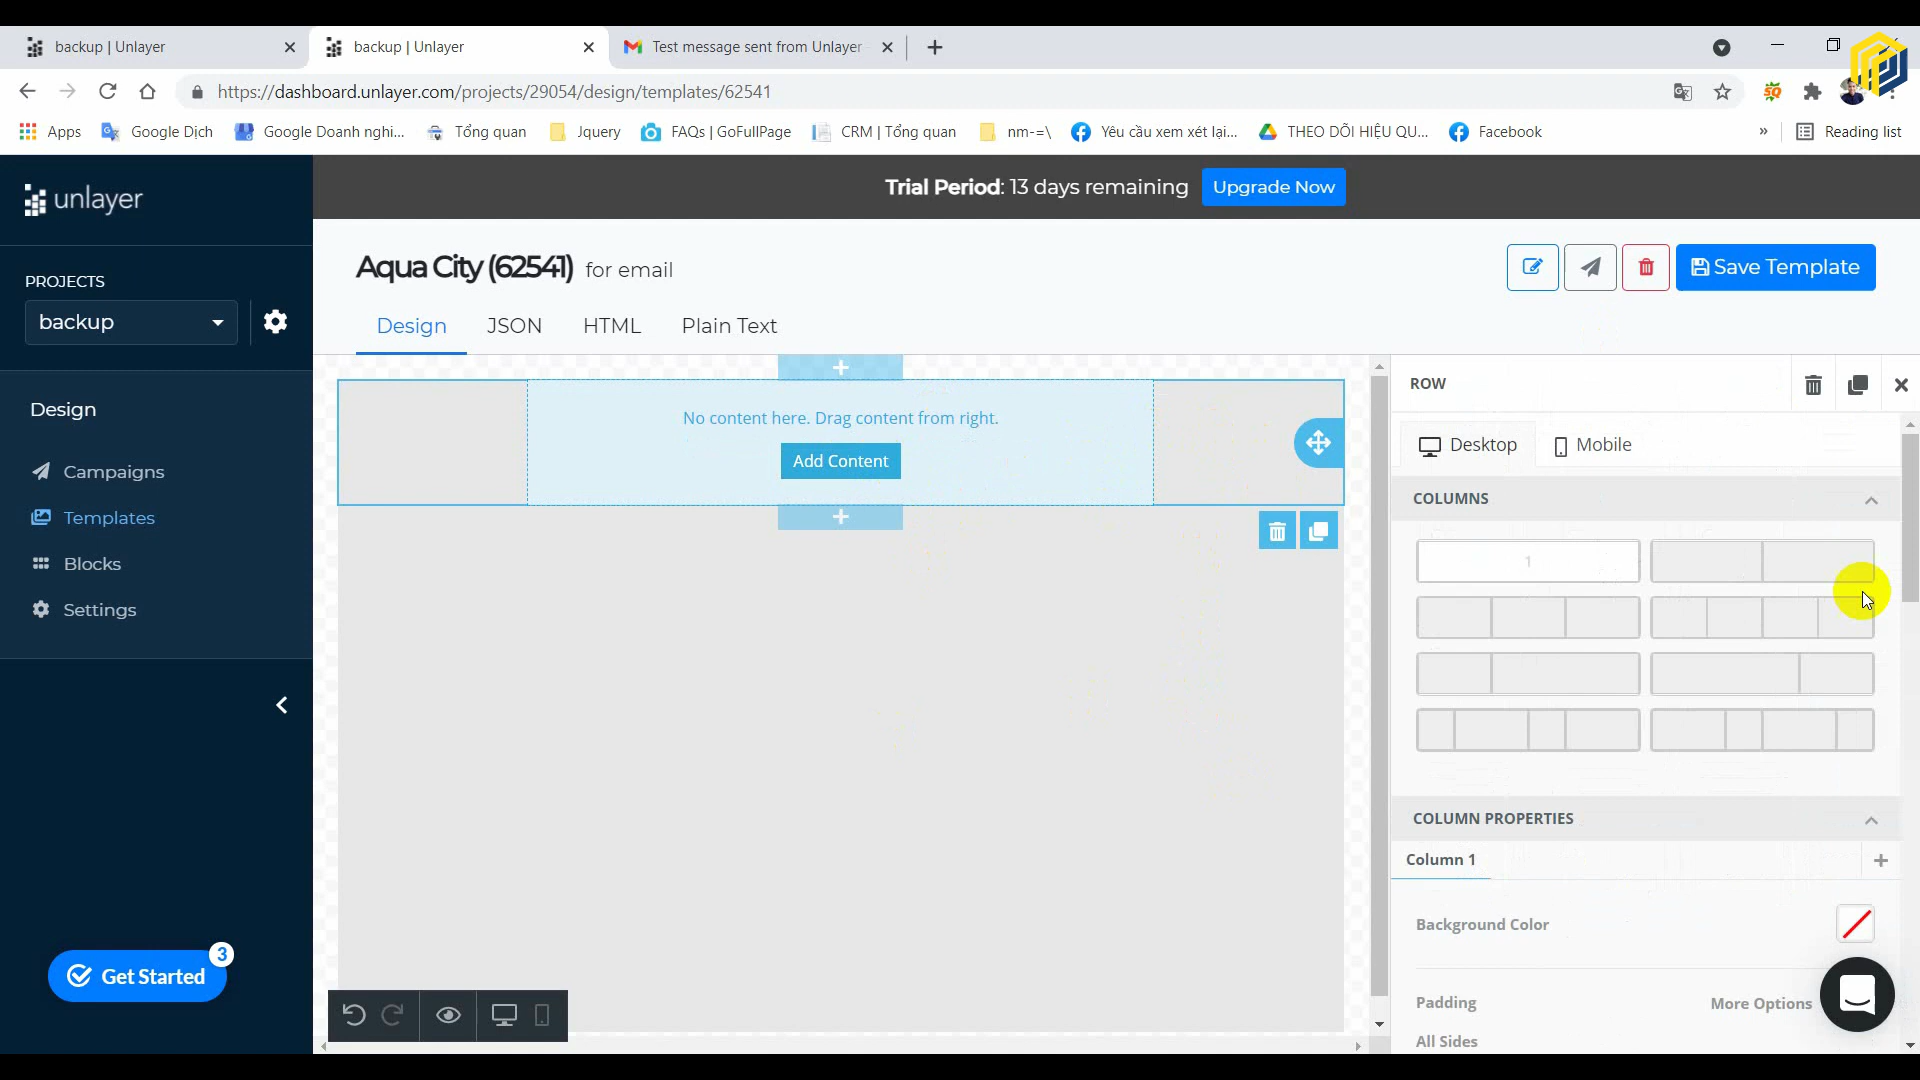 backup | Unlayer
backup | Unlayer
Test message sent from Unlayer
https://dashboard.unlayer.com/projects/29054/design/templates/62541
Apps
Google Dịch
Google Doanh nghi...
Tổng quan
Jquery
FAQs | GoFullPage
CRM | Tổng quan
nm-=\
Yêu cầu xem xét lại...
THEO DÕI HIỆU QU...
Facebook
»
Reading list
unlayer
Trial Period: 13 days remaining
Upgrade Now
PROJECTS
backup
Aqua City (62541) for email
Save Template
Design
JSON
HTML
Plain Text
Design
Campaigns
Templates
Blocks
Settings
No content here. Drag content from right.
Add Content
ROW
Desktop
Mobile
COLUMNS
1
COLUMN PROPERTIES
Column 1
Background Color
Padding
More Options
All Sides
Get Started
3